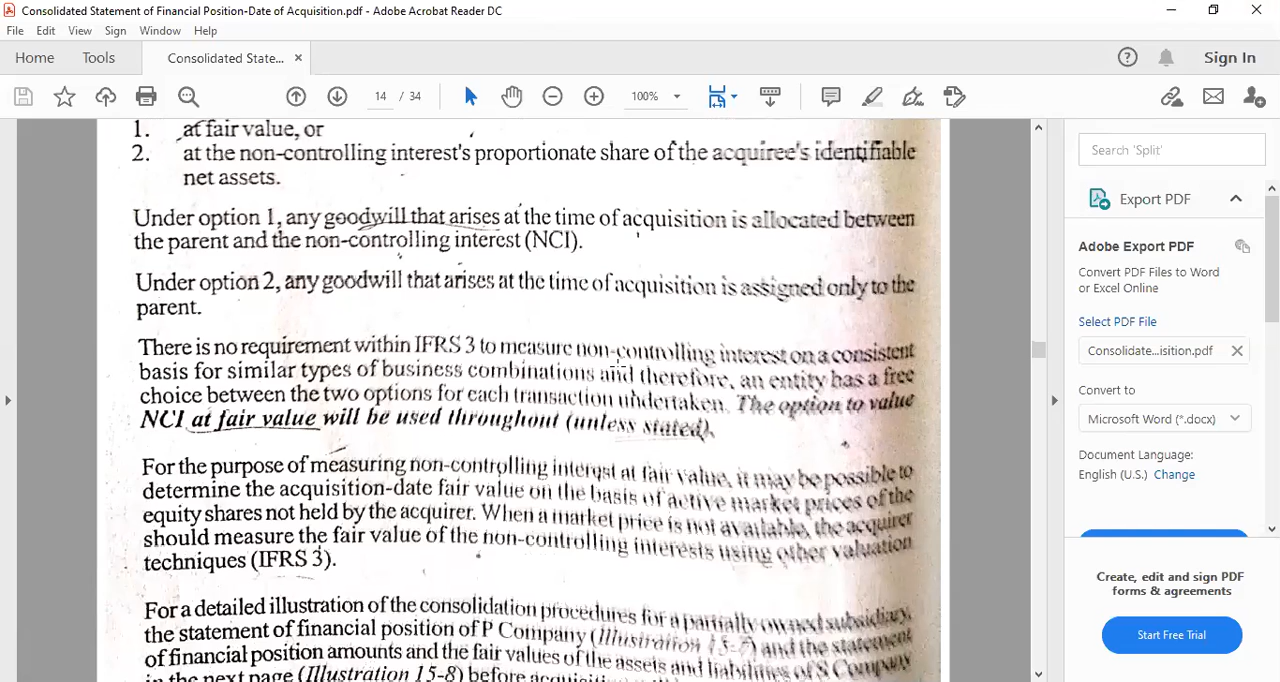 Consolidated Statement of Financial Position-Date of Acquisition.pdf - Adobe Acrobat Reader DC
File Edit View Sign Window Help
Home Tools Consolidated State... Sign In
14 / 34 100%
1. at fair value, or
2. at the non-controlling interest's proportionate share of the acquiree's identifiable
net assets.
Under option 1, any goodwill that arises at the time of acquisition is allocated between
the parent and the non-controlling interest (NCI).
Under option 2, any goodwill that arises at the time of acquisition is assigned only to the
parent.
There is no requirement within IFRS 3 to measure non-controlling interest on a consistent
basis for similar types of business combinations and therefore, an entity has a free
choice between the two options for each transaction undertaken. The option to value
NCI at fair value will be used throughout (unless stated).
For the purpose of measuring non-controlling interest at fair value, it may be possible to
determine the acquisition-date fair value on the basis of active market prices of the
equity shares not held by the acquirer. When a market price is not available, the acquirer
should measure the fair value of the non-controlling interests using other valuation
techniques (IFRS 3).
For a detailed illustration of the consolidation procedures for a partially owned subsidiary,
the statement of financial position of P Company (Illustration 15-7) and the statement
of financial position amounts and the fair values of the assets and liabilities of S Company
in the next page (Illustration 15-8) before
Search 'Split'
Export PDF
Adobe Export PDF
Convert PDF Files to Word
or Excel Online
Select PDF File
Consolidate...isition.pdf
Convert to
Microsoft Word (*.docx)
Document Language:
English (U.S.) Change
Create, edit and sign PDF
forms & agreements
Start Free Trial